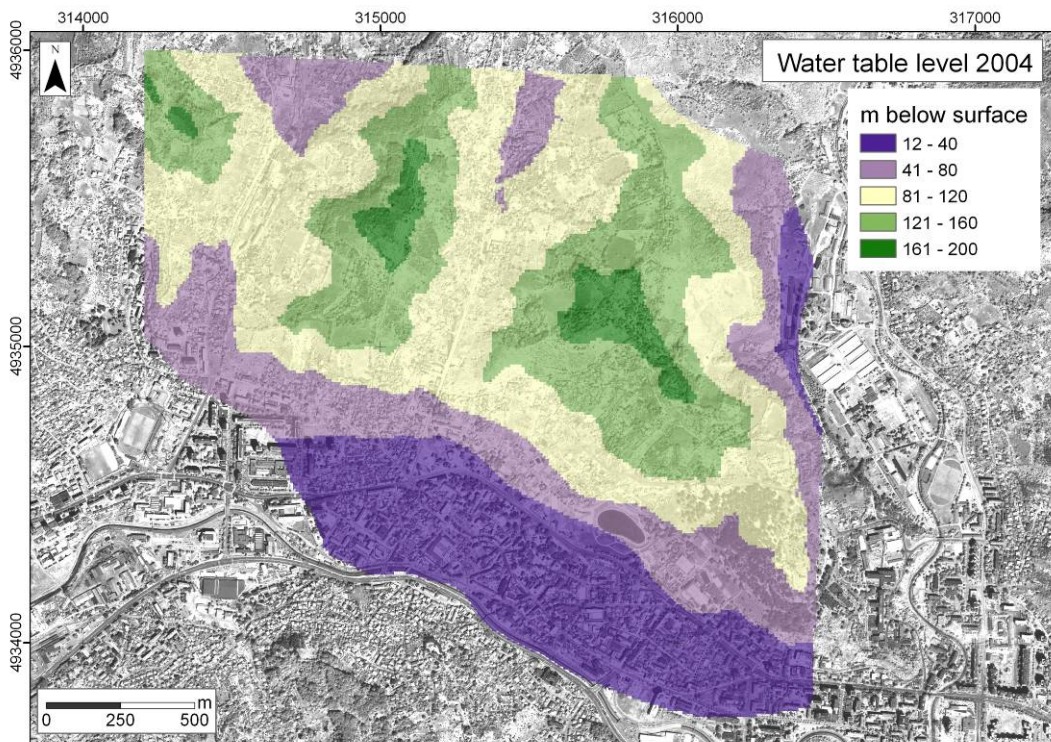 314000 315000 316000 317000
4936000
4935000
4934000
N
Water table level 2004
m below surface
12 - 40
41 - 80
81 - 120
121 - 160
161 - 200
m
0 250 500